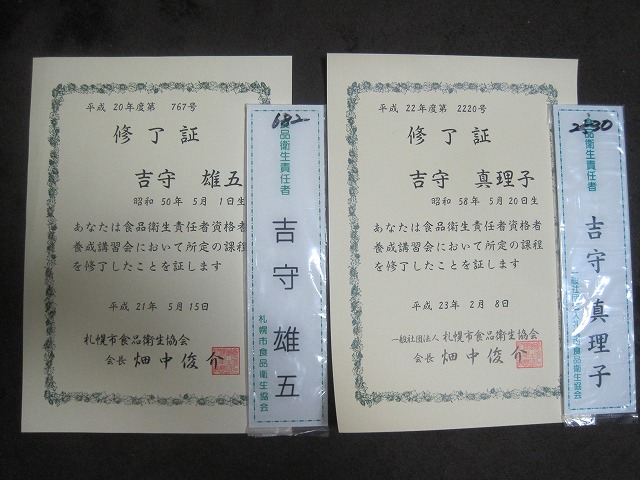 平成 20年度第 767号
修了証
吉守 雄五
昭和 50年 5月 1日生
あなたは食品衛生責任者資格者
養成講習会において所定の課程
を修了したことを証します
平成 21年 5月 15日
札幌市食品衛生協会
会長 畑中俊介
682
品衛生責任者
吉守雄五
札幌市食品衛生協会
平成 22年度第 2220号
修了証
吉守 真理子
昭和 58年 5月 20日生
あなたは食品衛生責任者資格者
養成講習会において所定の課程
を修了したことを証します
平成 23年 2月 8日
一般社団法人 札幌市食品衛生協会
会長 畑中俊介
品衛生責任者
吉守真理子